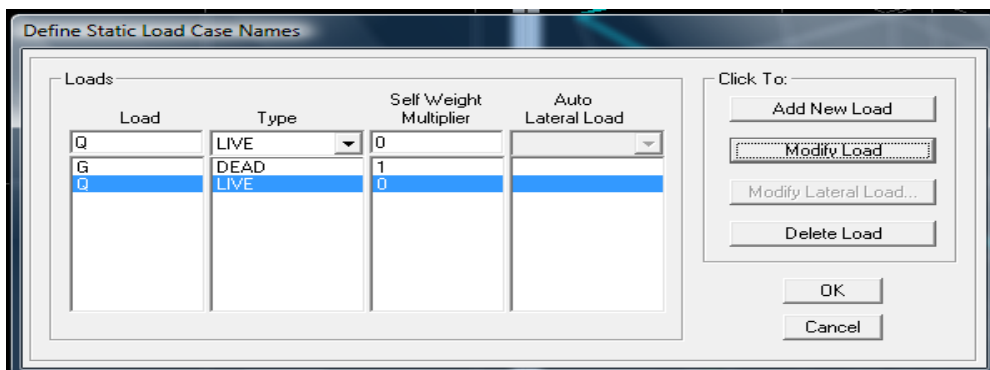 Define Static Load Case Names
Loads
Load Type Self Weight Multiplier Auto Lateral Load
Q LIVE 0
G DEAD 1
Q LIVE 0
Click To:
Add New Load
Modify Load
Modify Lateral Load...
Delete Load
OK
Cancel